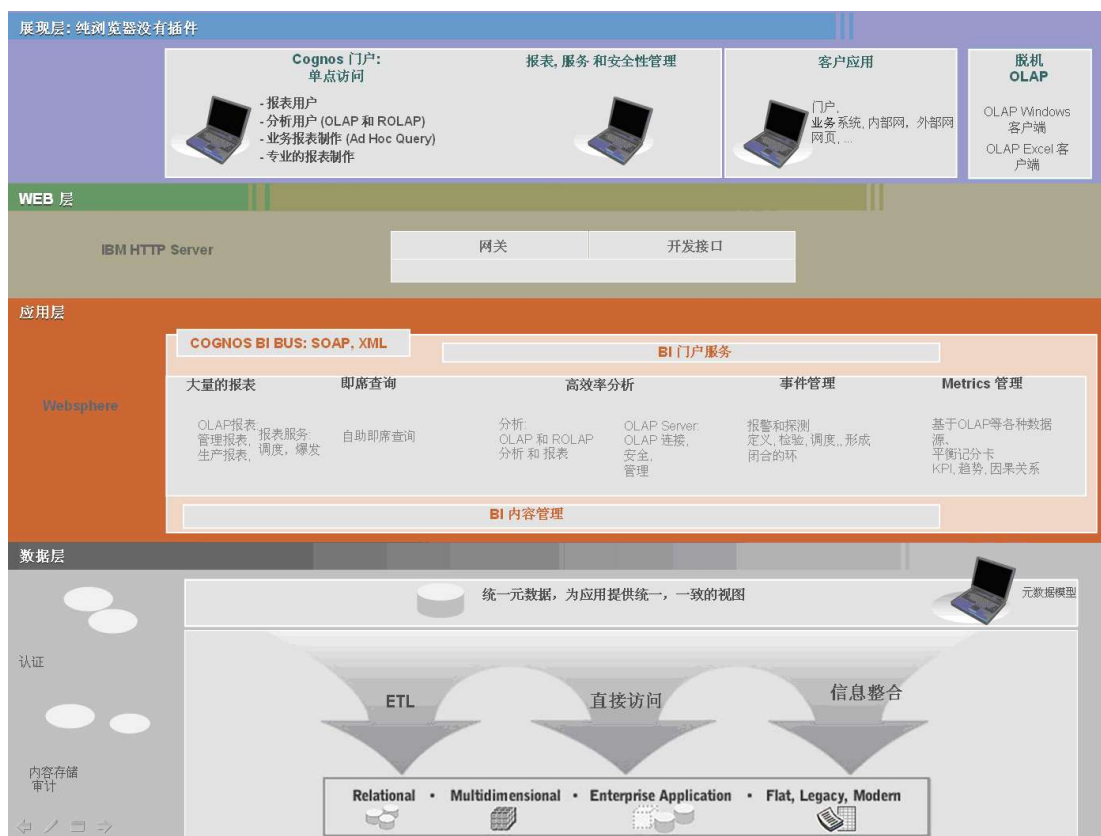 展现层: 纯浏览器没有插件
Cognos 门户:
单点访问
- 报表用户
- 分析用户 (OLAP 和 ROLAP)
- 业务报表制作 (Ad Hoc Query)
- 专业的报表制作
报表, 服务 和安全性管理
客户应用
门户,
业务系统, 内部网, 外部网
网页, ...
脱机
OLAP
OLAP Windows
客户端
OLAP Excel 客
户端
WEB 层
IBM HTTP Server
网关
开发接口
应用层
COGNOS BI BUS: SOAP, XML
BI 门户服务
Websphere
大量的报表
OLAP报表,
管理报表,
生产报表,
报表服务:
调度，爆发
即席查询
自助即席查询
高效率分析
分析:
OLAP 和 ROLAP
分析 和 报表
OLAP Server:
OLAP 连接,
安全,
管理
事件管理
报警和探测
定义, 检验, 调度,, 形成
闭合的环
Metrics 管理
基于OLAP等各种数据
源、
平衡记分卡
KPI, 趋势, 因果关系
BI 内容管理
数据层
统一元数据，为应用提供统一，一致的视图
元数据模型
认证
内容存储
审计
ETL
直接访问
信息整合
Relational • Multidimensional • Enterprise Application • Flat, Legacy, Modern